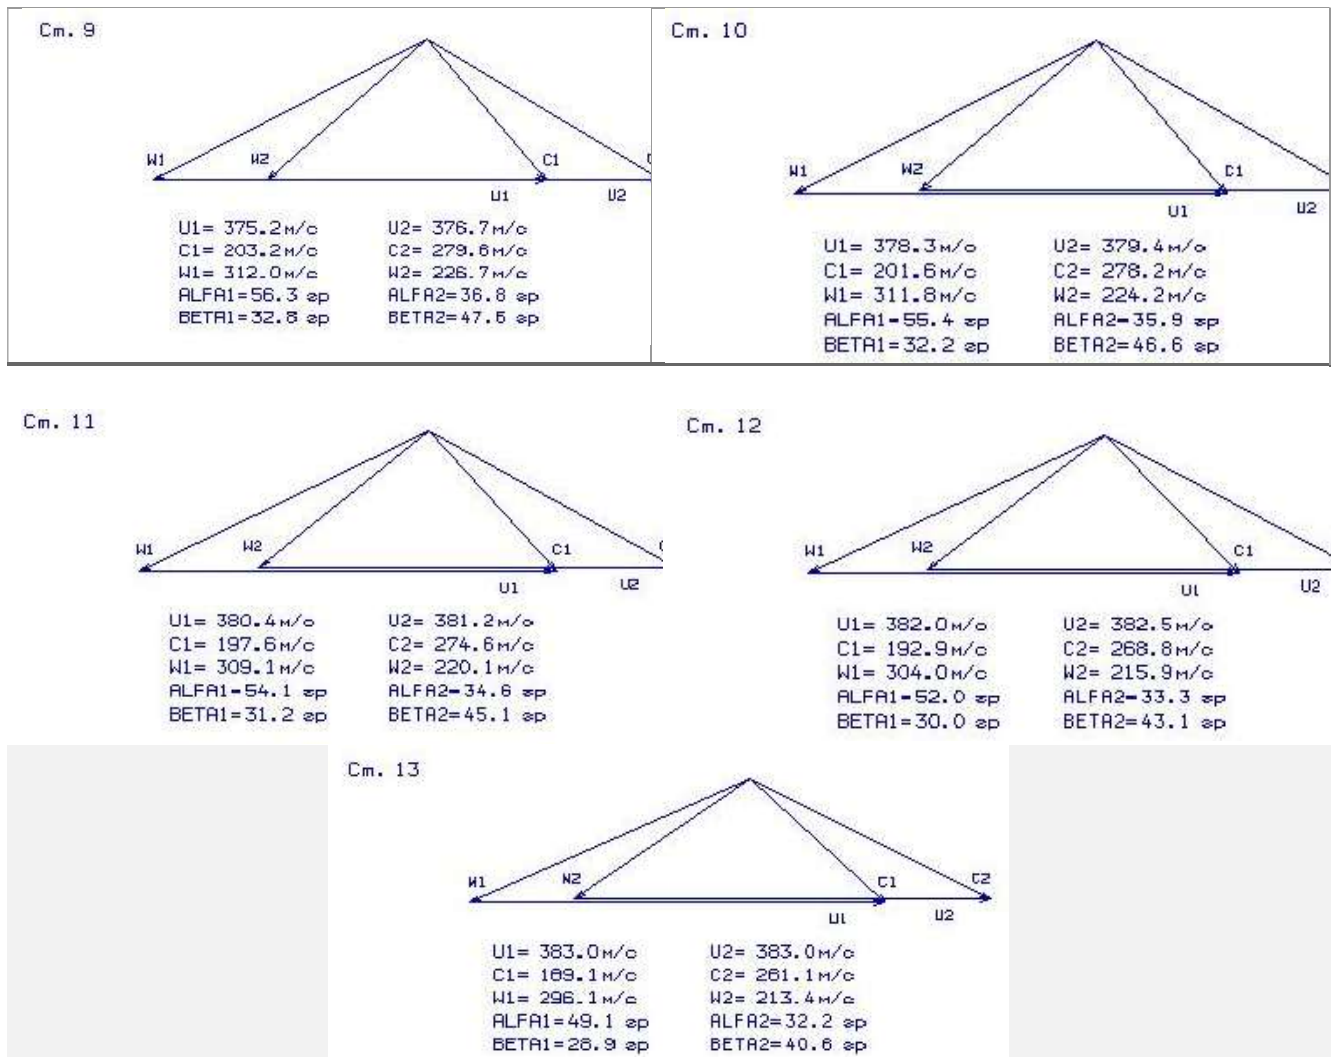 Ст. 9
W1 W2 C1
U1 U2
U1= 375.2м/с U2= 376.7м/с
C1= 203.2м/с C2= 279.6м/с
W1= 312.0м/с W2= 226.7м/с
ALFA1=56.3 гр ALFA2=36.8 гр
BETA1=32.8 гр BETA2=47.6 гр
Ст. 10
W1 W2 C1
U1 U2
U1= 378.3м/с U2= 379.4м/с
C1= 201.6м/с C2= 278.2м/с
W1= 311.8м/с W2= 224.2м/с
ALFA1=55.4 гр ALFA2=35.9 гр
BETA1=32.2 гр BETA2=46.6 гр
Ст. 11
W1 W2 C1
U1 U2
U1= 380.4м/с U2= 381.2м/с
C1= 197.6м/с C2= 274.6м/с
W1= 309.1м/с W2= 220.1м/с
ALFA1=54.1 гр ALFA2=34.6 гр
BETA1=31.2 гр BETA2=45.1 гр
Ст. 12
W1 W2 C1
U1 U2
U1= 382.0м/с U2= 382.5м/с
C1= 192.9м/с C2= 268.8м/с
W1= 304.0м/с W2= 215.9м/с
ALFA1=52.0 гр ALFA2=33.3 гр
BETA1=30.0 гр BETA2=43.1 гр
Ст. 13
W1 W2 C1 C2
U1 U2
U1= 383.0м/с U2= 383.0м/с
C1= 189.1м/с C2= 261.1м/с
W1= 296.1м/с W2= 213.4м/с
ALFA1=49.1 гр ALFA2=32.2 гр
BETA1=28.9 гр BETA2=40.6 гр